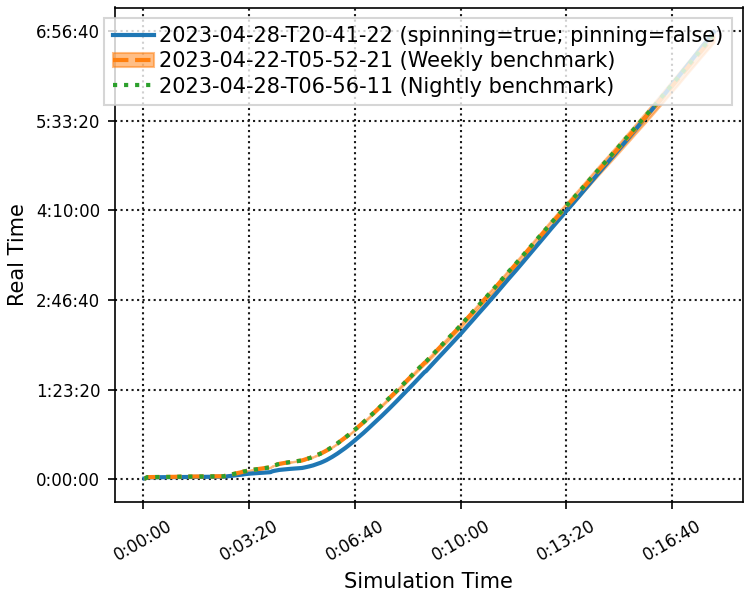 2023-04-28-T20-41-22 (spinning=true; pinning=false)
2023-04-22-T05-52-21 (Weekly benchmark)
2023-04-28-T06-56-11 (Nightly benchmark)
6:56:40
5:33:20
4:10:00
2:46:40
1:23:20
0:00:00
Real Time
0:00:00
0:03:20
0:06:40
0:10:00
0:13:20
0:16:40
Simulation Time